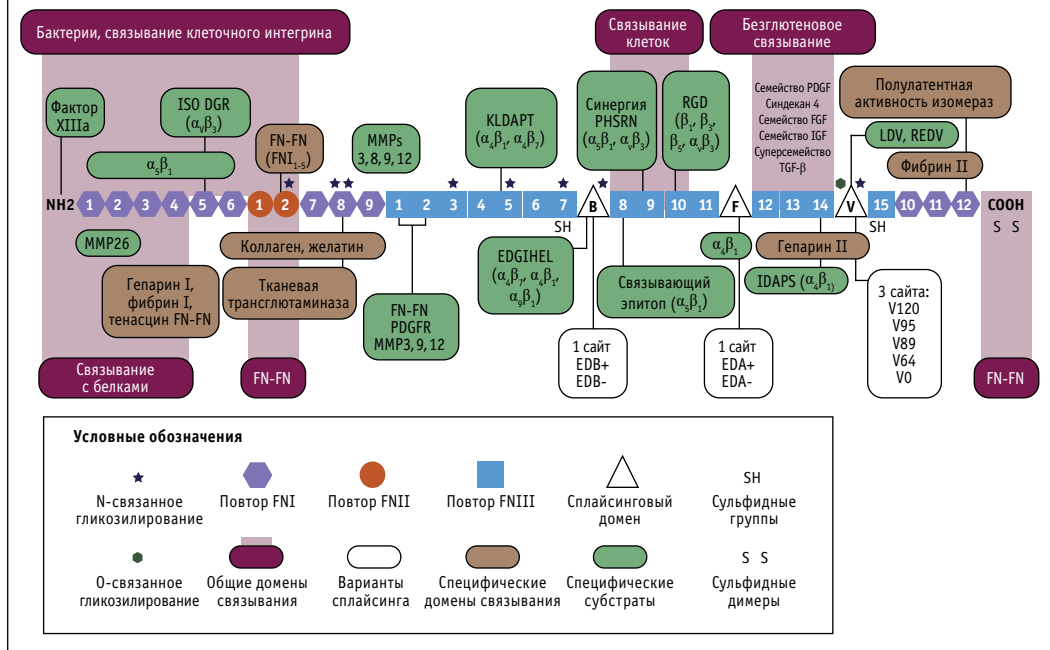 Бактерии, связывание клеточного интегрина
Связывание
клеток
Безглютеновое
связывание
Фактор
XIIIa
ISO DGR
(αvβ3)
α5β1
FN-FN
(FNI1-5)
MMPs
3, 8, 9, 12
KLDAPT
(α4β1, α4β7)
Синергия
PHSRN
(α5β1, αvβ3)
RGD
(β1, β3,
β5, αvβ3)
Семейство PDGF
Синдекан 4
Семейство FGF
Семейство IGF
Суперсемейство
TGF-β
Полулатентная
активность изомераз
LDV, REDV
Фибрин II
NH2 1 2 3 4 5 6 1 2 7 8 9 1 2 3 4 5 6 7 B 8 9 10 11 F 12 13 14 V 15 10 11 12 COOH
SH
SH
S S
MMP26
Гепарин I,
фибрин I,
тенасцин FN-FN
Коллаген, желатин
Тканевая
трансглютаминаза
FN-FN
PDGFR
MMP3, 9, 12
EDGIHEL
(α4β7, α4β1,
α9β1)
Связывающий
эпитоп (α5β1)
α4β1
Гепарин II
IDAPS (α4β1)
1 сайт
EDB+
EDB-
1 сайт
EDA+
EDA-
3 сайта:
V120
V95
V89
V64
V0
Связывание
с белками
FN-FN
FN-FN
Условные обозначения
N-связанное
гликозилирование
Повтор FNI
Повтор FNII
Повтор FNIII
Сплайсинговый
домен
SH
Сульфидные
группы
О-связанное
гликозилирование
Общие домены
связывания
Варианты
сплайсинга
Специфические
домены связывания
Специфические
субстраты
S S
Сульфидные
димеры